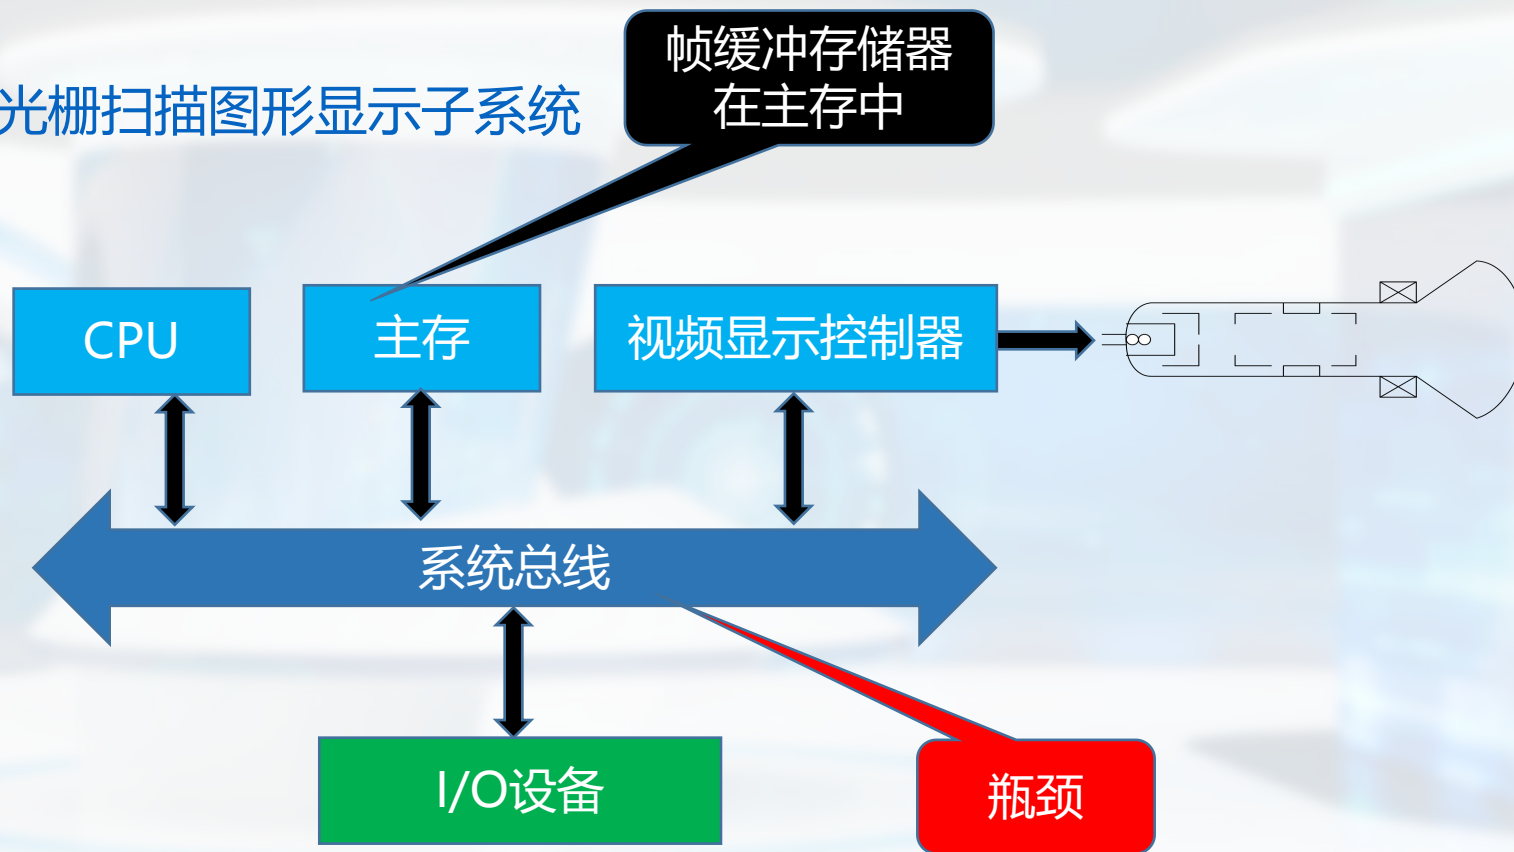 帧缓冲存储器
在主存中
光栅扫描图形显示子系统
CPU
主存
视频显示控制器
系统总线
I/O设备
瓶颈